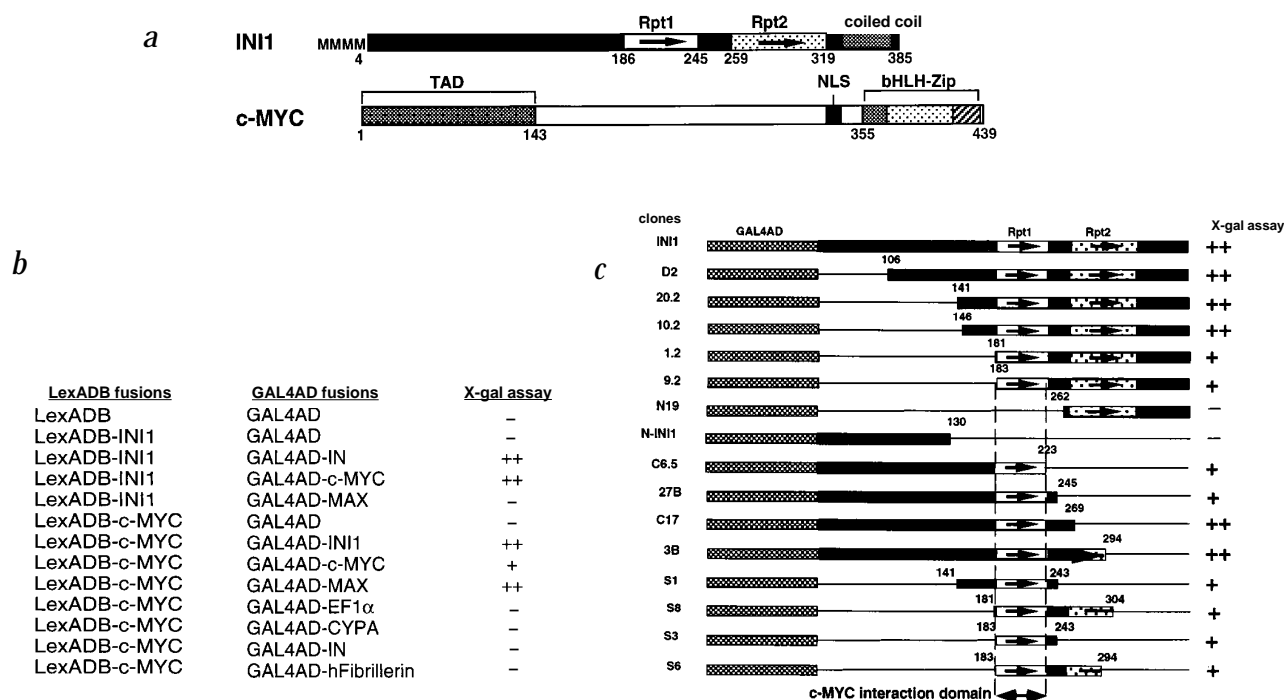 a
Rpt1 Rpt2 coiled coil
INI1 MMMM
4 186 245 259 319 385
TAD NLS bHLH-Zip
c-MYC
1 143 355 439
b
LexADB fusions GAL4AD fusions X-gal assay
LexADB GAL4AD –
LexADB-INI1 GAL4AD –
LexADB-INI1 GAL4AD-IN ++
LexADB-INI1 GAL4AD-c-MYC ++
LexADB-INI1 GAL4AD-MAX –
LexADB-c-MYC GAL4AD –
LexADB-c-MYC GAL4AD-INI1 ++
LexADB-c-MYC GAL4AD-c-MYC +
LexADB-c-MYC GAL4AD-MAX ++
LexADB-c-MYC GAL4AD-EF1α –
LexADB-c-MYC GAL4AD-CYPA –
LexADB-c-MYC GAL4AD-IN –
LexADB-c-MYC GAL4AD-hFibrillerin –
c
clones GAL4AD Rpt1 Rpt2 X-gal assay
INI1 ++
D2 106 ++
20.2 141 ++
10.2 146 ++
1.2 181 +
9.2 183 +
N19 262 –
N-INI1 130 –
C6.5 223 +
27B 245 +
C17 269 ++
3B 294 ++
S1 141 243 +
S8 181 304 +
S3 183 243 +
S6 183 294 +
c-MYC interaction domain